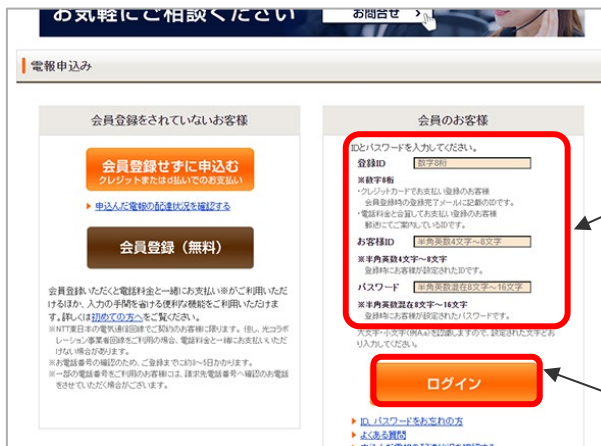 お気軽にご相談ください
お問合せ
電報申込み
会員登録をされていないお客様
会員登録せずに申込む
クレジットまたはd払いでのお支払い
申込んだ電報の配達状況を確認する
会員登録（無料）
会員登録いただくと電話料金と一緒にお支払い※がご利用いただ
けるほか、入力の手間を省ける便利な機能をご利用いただけま
す。詳しくは初めての方へをご覧ください。
※NTT東日本の電気通信回線でご契約のお客様に限ります。但し、光コラボ
レーション事業者回線をご利用の場合、電話料金と一緒にお支払いいただ
けない場合があります。
※お電話番号の確認のため、ご登録までに約3～5日かかります。
※一部の電話番号をご利用のお客様には、請求先電話番号へ確認のお電話
をさせていただく場合がございます。
会員のお客様
IDとパスワードを入力してください。
登録ID 数字8桁
※数字8桁
・クレジットカードでお支払い登録のお客様
会員登録時の登録完了メールに記載のIDです。
・電話料金と合算してお支払い登録のお客様
郵送にてご案内しているIDです。
お客様ID 半角英数4文字～8文字
※半角英数4文字～8文字
登録時にお客様が設定されたIDです。
パスワード 半角英数混在8文字～16文字
※半角英数混在8文字～16文字
登録時にお客様が設定されたパスワードです。
大文字・小文字(例A,a)を認識しますので、設定された文字どお
り入力してください。
ログイン
ID、パスワードをお忘れの方
よくある質問